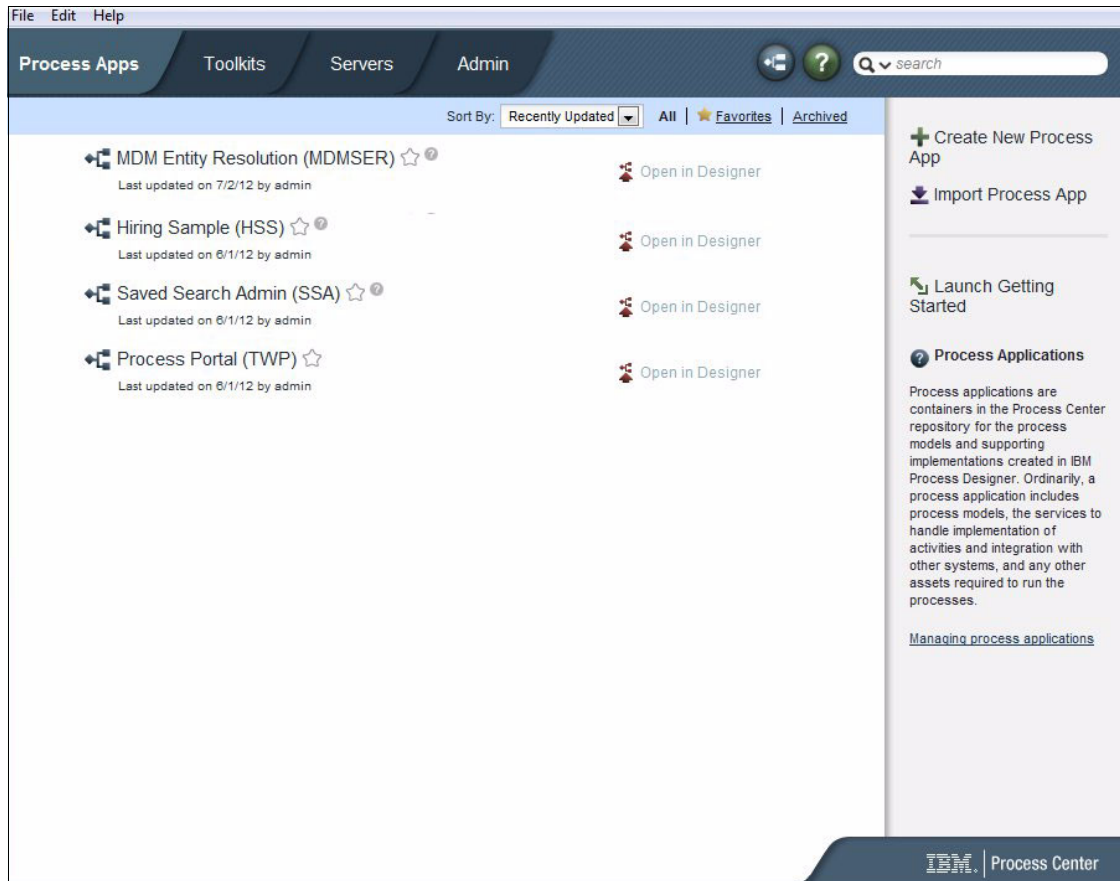 File Edit Help
Process Apps Toolkits Servers Admin ? search
Sort By: Recently Updated All | Favorites | Archived
MDM Entity Resolution (MDMSER) ?
Last updated on 7/2/12 by admin
Open in Designer
Hiring Sample (HSS) ?
Last updated on 6/1/12 by admin
Open in Designer
Saved Search Admin (SSA) ?
Last updated on 6/1/12 by admin
Open in Designer
Process Portal (TWP)
Last updated on 6/1/12 by admin
Open in Designer
Create New Process
App
Import Process App
Launch Getting
Started
? Process Applications
Process applications are
containers in the Process Center
repository for the process
models and supporting
implementations created in IBM
Process Designer. Ordinarily, a
process application includes
process models, the services to
handle implementation of
activities and integration with
other systems, and any other
assets required to run the
processes.
Managing process applications
IBM. | Process Center